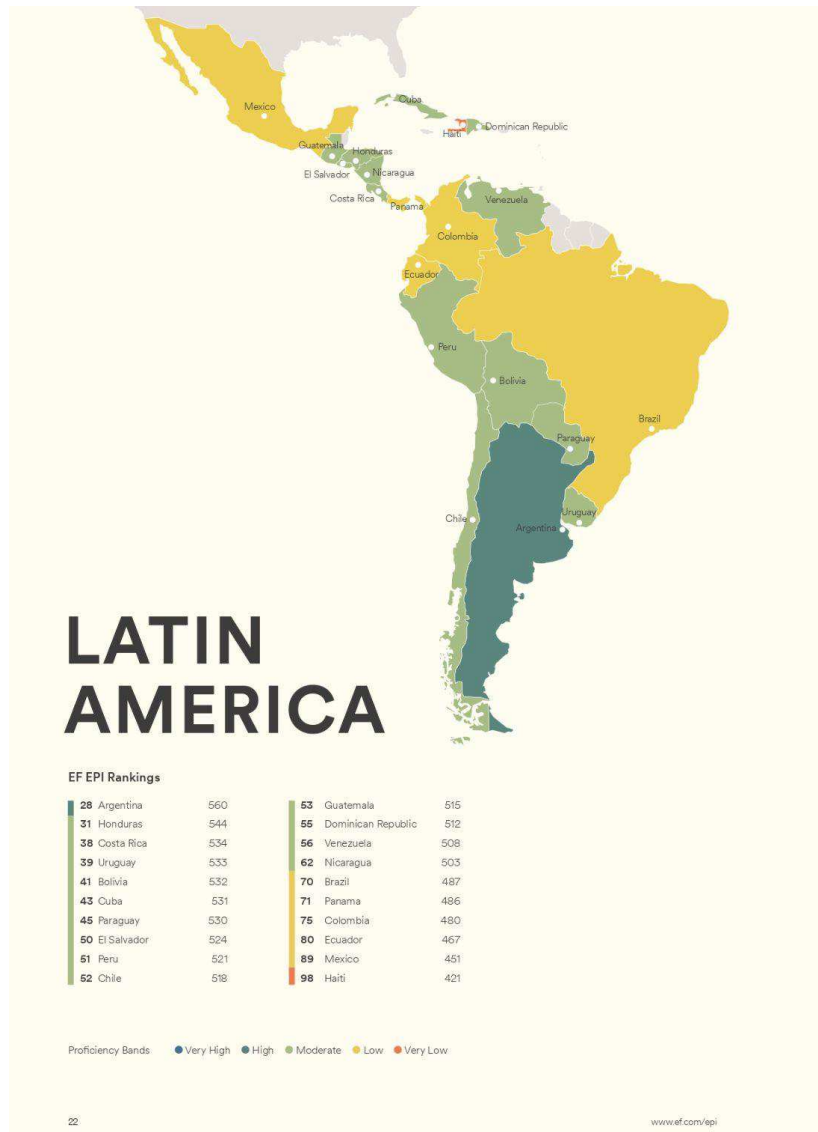 Cuba
Mexico
Dominican Republic
Haiti
Guatemala
Honduras
El Salvador
Nicaragua
Costa Rica
Panama
Venezuela
Colombia
Ecuador
Peru
Bolivia
Brazil
Paraguay
Uruguay
Chile
Argentina
LATIN
AMERICA
EF EPI Rankings
28 Argentina 560
31 Honduras 544
38 Costa Rica 534
39 Uruguay 533
41 Bolivia 532
43 Cuba 531
45 Paraguay 530
50 El Salvador 524
51 Peru 521
52 Chile 518
53 Guatemala 515
55 Dominican Republic 512
56 Venezuela 508
62 Nicaragua 503
70 Brazil 487
71 Panama 486
75 Colombia 480
80 Ecuador 467
89 Mexico 451
98 Haiti 421
Proficiency Bands Very High High Moderate Low Very Low
22 www.ef.com/epi